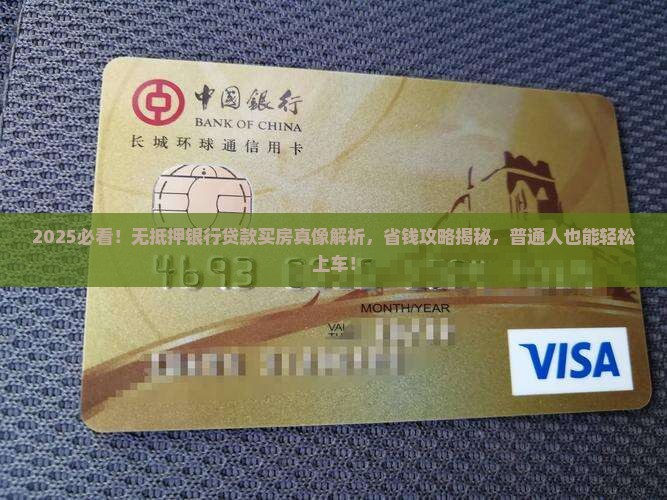 中国銀行
BANK OF CHINA
长城环球通信用卡
2025必看！无抵押银行贷款买房真像解析，省钱攻略揭秘，普通人也能轻松
上车！
4693
MONTH/YEAR
VISA